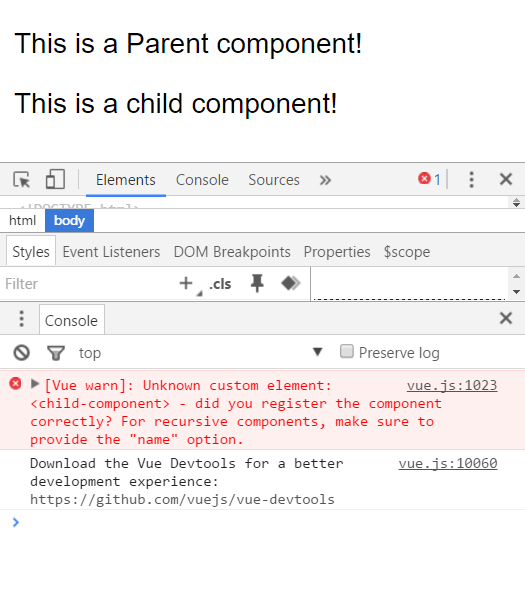 This is a Parent component!
This is a child component!
Elements Console Sources » 1
<!DOCTYPE html>
html body
Styles Event Listeners DOM Breakpoints Properties $scope
Filter + .cls
Console
top ▼ Preserve log
[Vue warn]: Unknown custom element: vue.js:1023
<child-component> - did you register the component
correctly? For recursive components, make sure to
provide the "name" option.
Download the Vue Devtools for a better vue.js:10060
development experience:
https://github.com/vuejs/vue-devtools